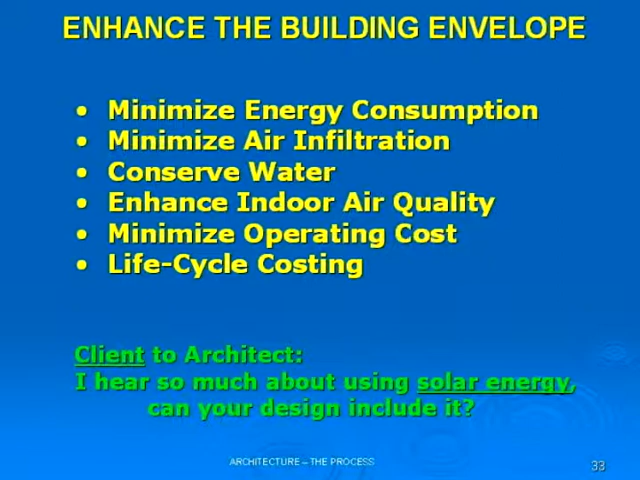 ENHANCE THE BUILDING ENVELOPE
• Minimize Energy Consumption
• Minimize Air Infiltration
• Conserve Water
• Enhance Indoor Air Quality
• Minimize Operating Cost
• Life-Cycle Costing
Client to Architect:
I hear so much about using solar energy,
can your design include it?
ARCHITECTURE – THE PROCESS
33